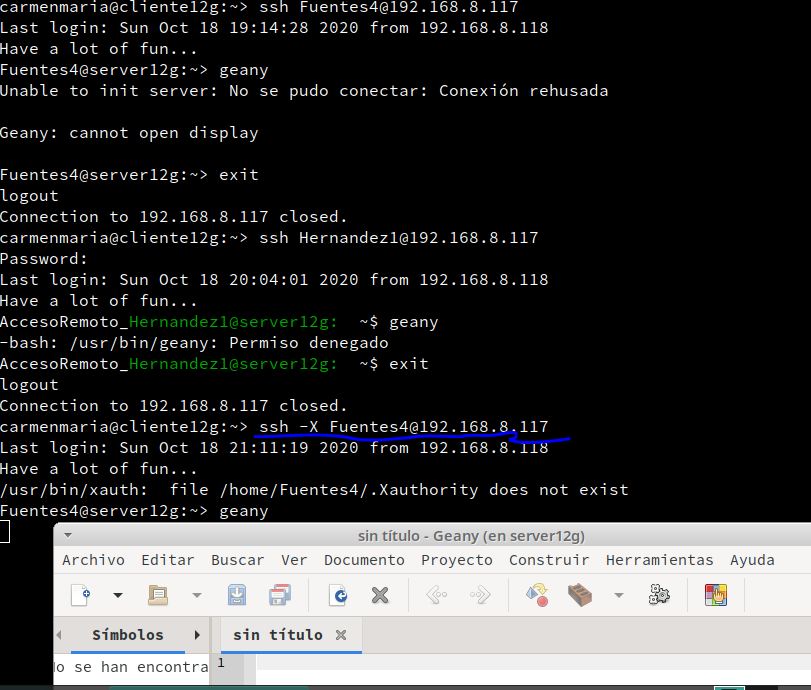 carmenmaria@cliente12g:~> ssh Fuentes4@192.168.8.117
Last login: Sun Oct 18 19:14:28 2020 from 192.168.8.118
Have a lot of fun...
Fuentes4@server12g:~> geany
Unable to init server: No se pudo conectar: Conexión rehusada
Geany: cannot open display
Fuentes4@server12g:~> exit
logout
Connection to 192.168.8.117 closed.
carmenmaria@cliente12g:~> ssh Hernandez1@192.168.8.117
Password:
Last login: Sun Oct 18 20:04:01 2020 from 192.168.8.118
Have a lot of fun...
AccesoRemoto_Hernandez1@server12g:  ~$ geany
-bash: /usr/bin/geany: Permiso denegado
AccesoRemoto_Hernandez1@server12g:  ~$ exit
logout
Connection to 192.168.8.117 closed.
carmenmaria@cliente12g:~> ssh -X Fuentes4@192.168.8.117
Last login: Sun Oct 18 21:11:19 2020 from 192.168.8.118
Have a lot of fun...
/usr/bin/xauth:  file /home/Fuentes4/.Xauthority does not exist
Fuentes4@server12g:~> geany
sin título - Geany (en server12g)
Archivo Editar Buscar Ver Documento Proyecto Construir Herramientas Ayuda
Símbolos sin título
se han encontra 1